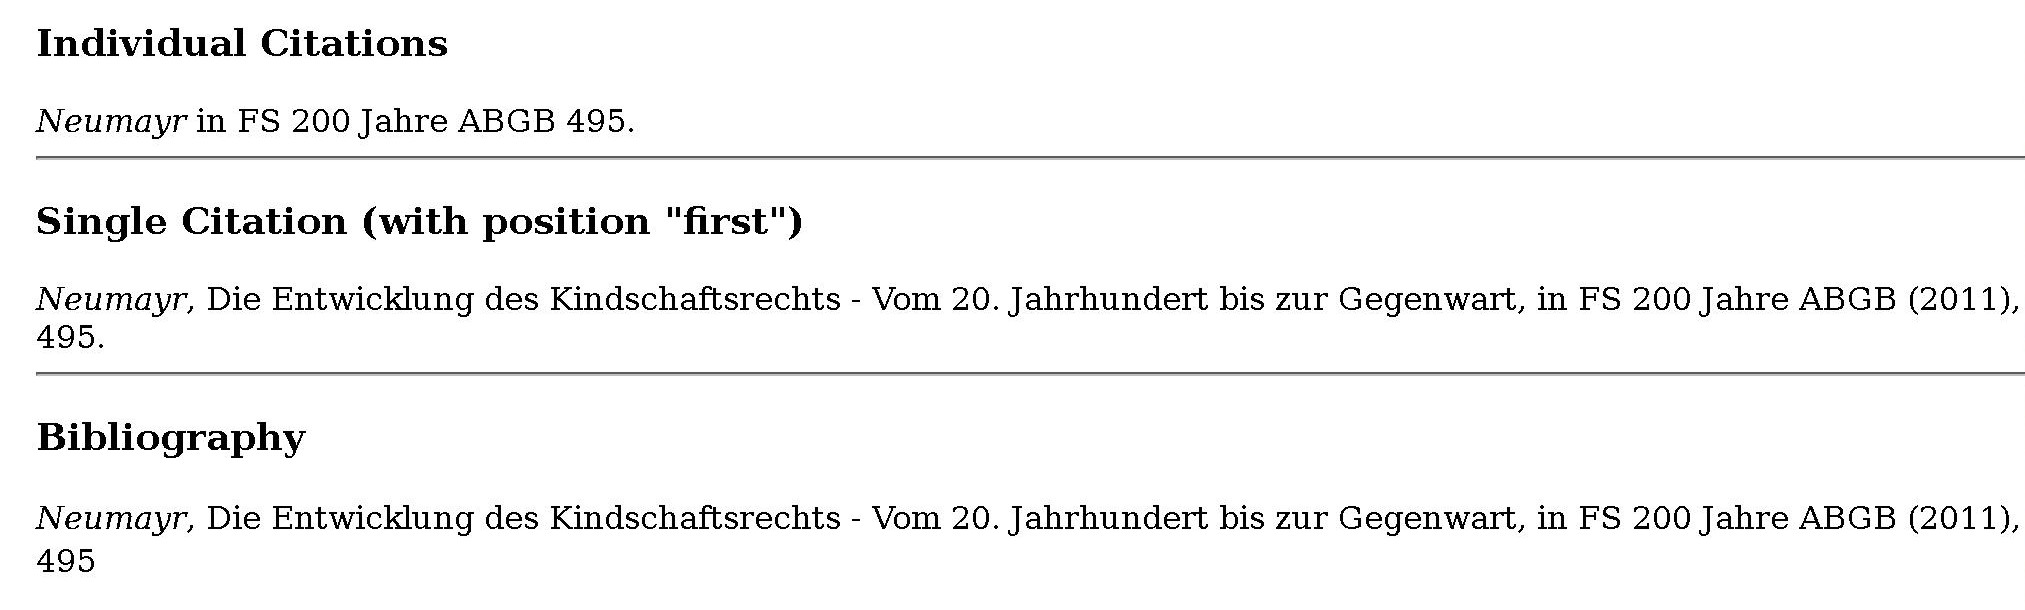 Individual Citations
Neumayr in FS 200 Jahre ABGB 495.
Single Citation (with position "first")
Neumayr, Die Entwicklung des Kindschaftsrechts - Vom 20. Jahrhundert bis zur Gegenwart, in FS 200 Jahre ABGB (2011),
495.
Bibliography
Neumayr, Die Entwicklung des Kindschaftsrechts - Vom 20. Jahrhundert bis zur Gegenwart, in FS 200 Jahre ABGB (2011),
495